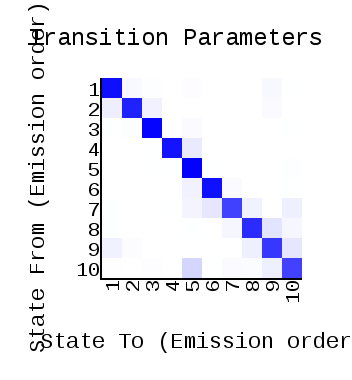 Transition Parameters
State From (Emission order)
1
2
3
4
5
6
7
8
9
10
1 2 3 4 5 6 7 8 9 10
State To (Emission order